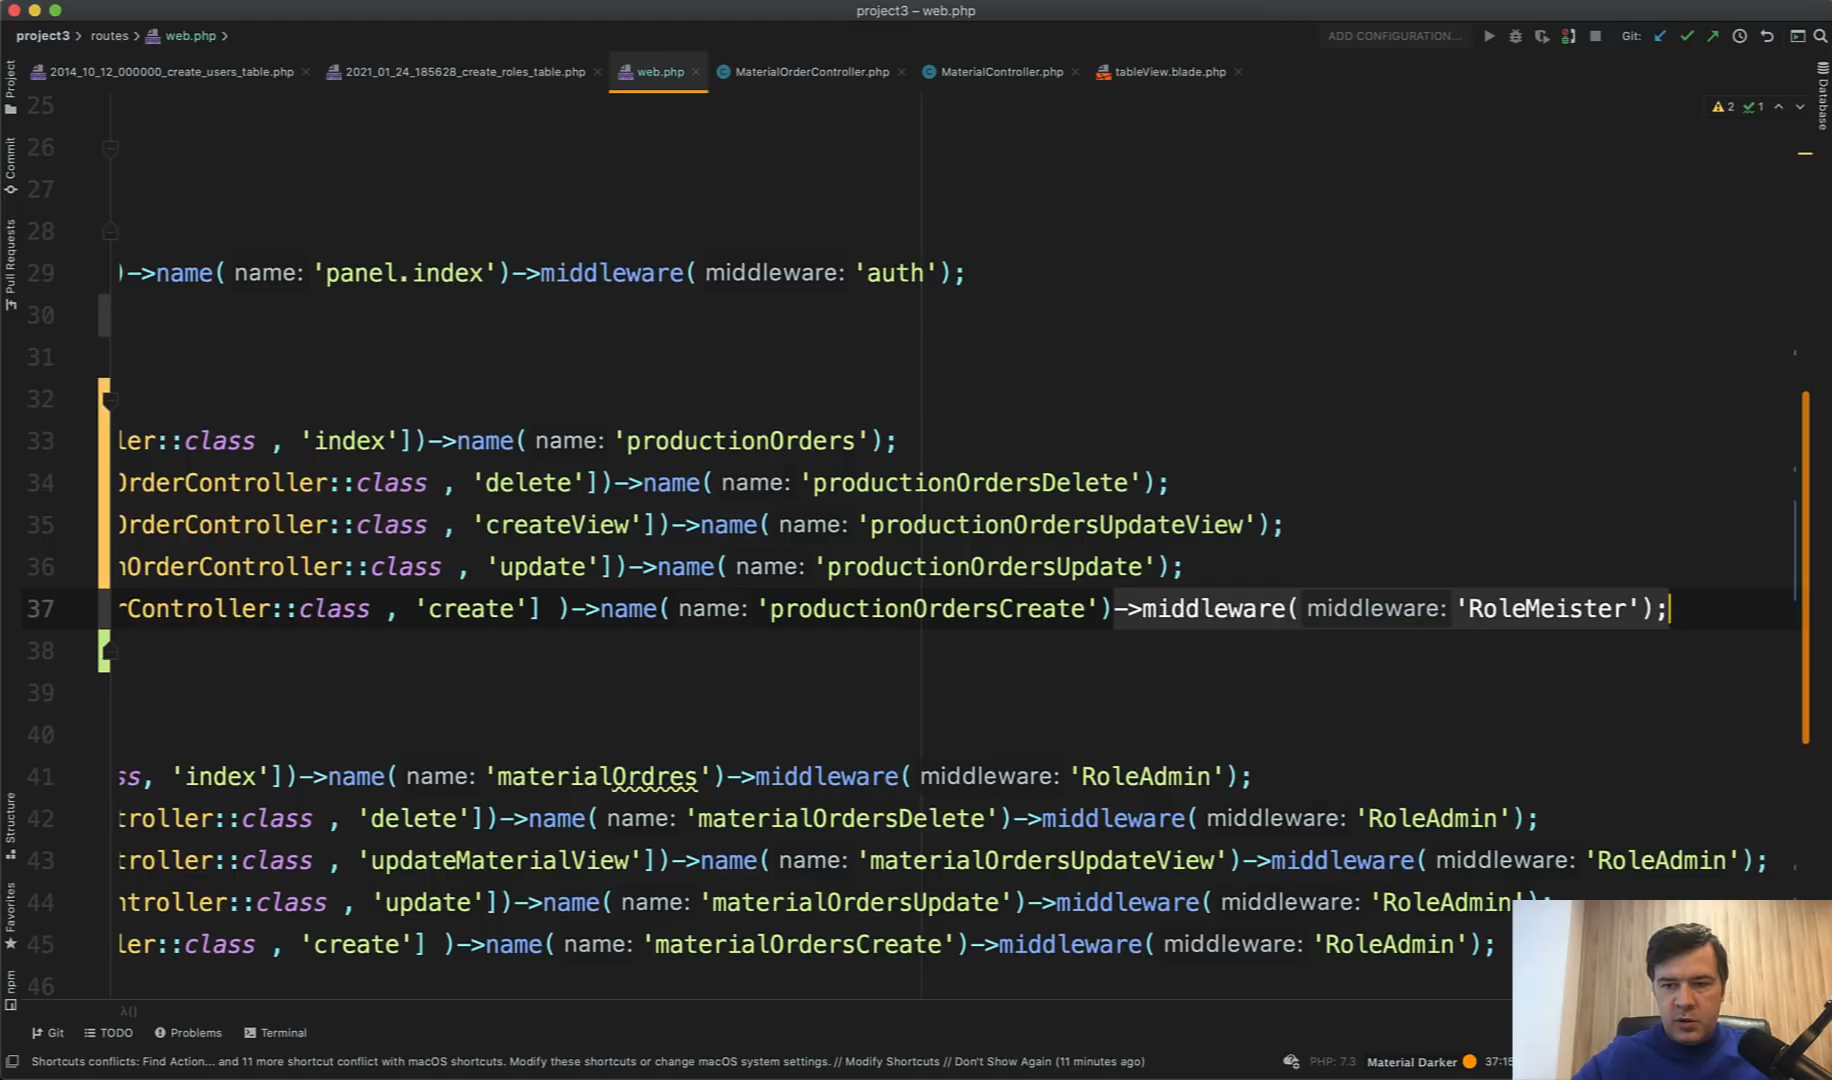 project3 – web.php
project3 routes web.php ADD CONFIGURATION... Git:
2014_10_12_000000_create_users_table.php 2021_01_24_185628_create_roles_table.php web.php MaterialOrderController.php MaterialController.php tableView.blade.php
Project
Commit
Pull Requests
Structure
Favorites
npm
Database
2 1
25
26
27
28
29 )->name( name: 'panel.index')->middleware( middleware: 'auth');
30
31
32
33 ler::class , 'index'])->name( name: 'productionOrders');
34 OrderController::class , 'delete'])->name( name: 'productionOrdersDelete');
35 OrderController::class , 'createView'])->name( name: 'productionOrdersUpdateView');
36 nOrderController::class , 'update'])->name( name: 'productionOrdersUpdate');
37 rController::class , 'create'] )->name( name: 'productionOrdersCreate')->middleware( middleware: 'RoleMeister');
38
39
40
41 ss, 'index'])->name( name: 'materialOrdres')->middleware( middleware: 'RoleAdmin');
42 troller::class , 'delete'])->name( name: 'materialOrdersDelete')->middleware( middleware: 'RoleAdmin');
43 troller::class , 'updateMaterialView'])->name( name: 'materialOrdersUpdateView')->middleware( middleware: 'RoleAdmin');
44 ntroller::class , 'update'])->name( name: 'materialOrdersUpdate')->middleware( middleware: 'RoleAdmin');
45 ler::class , 'create'] )->name( name: 'materialOrdersCreate')->middleware( middleware: 'RoleAdmin');
46
λ()
Git TODO Problems Terminal
Shortcuts conflicts: Find Action... and 11 more shortcut conflict with macOS shortcuts. Modify these shortcuts or change macOS system settings. // Modify Shortcuts // Don't Show Again (11 minutes ago) PHP: 7.3 Material Darker 37:15